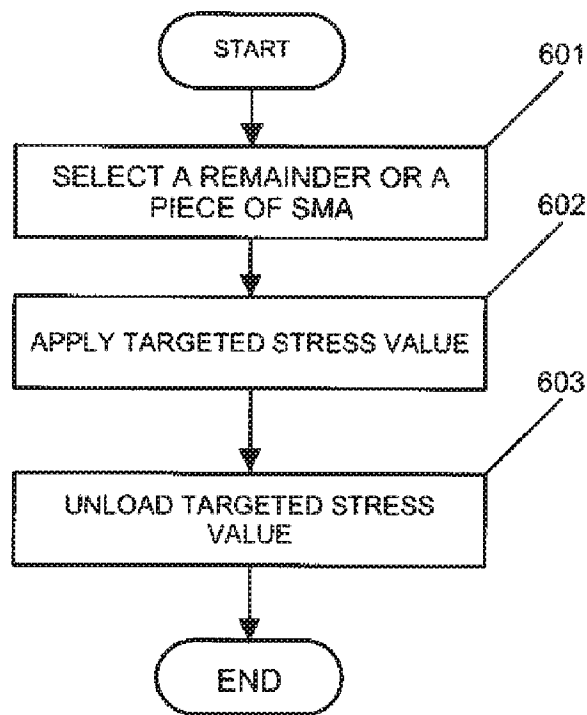 START
601
SELECT A REMAINDER OR A
PIECE OF SMA
602
APPLY TARGETED STRESS VALUE
603
UNLOAD TARGETED STRESS
VALUE
END